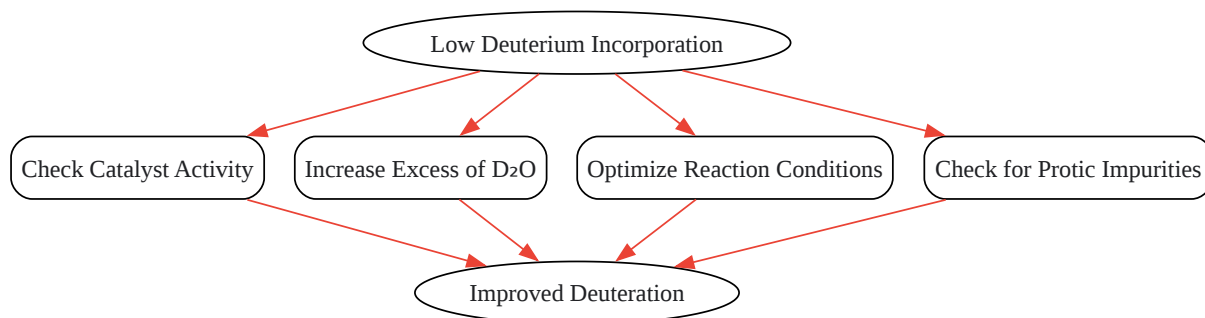 Low Deuterium Incorporation
Check Catalyst Activity
Increase Excess of D₂O
Optimize Reaction Conditions
Check for Protic Impurities
Improved Deuteration